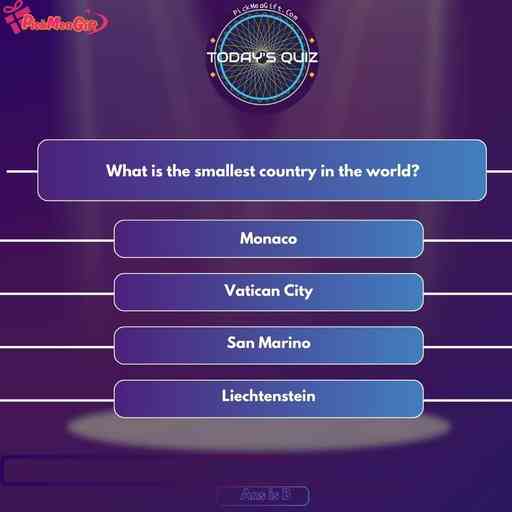 PickMeaGift
PickMeaGift.Com
TODAY'S QUIZ
What is the smallest country in the world?
Monaco
Vatican City
San Marino
Liechtenstein
Ans is B